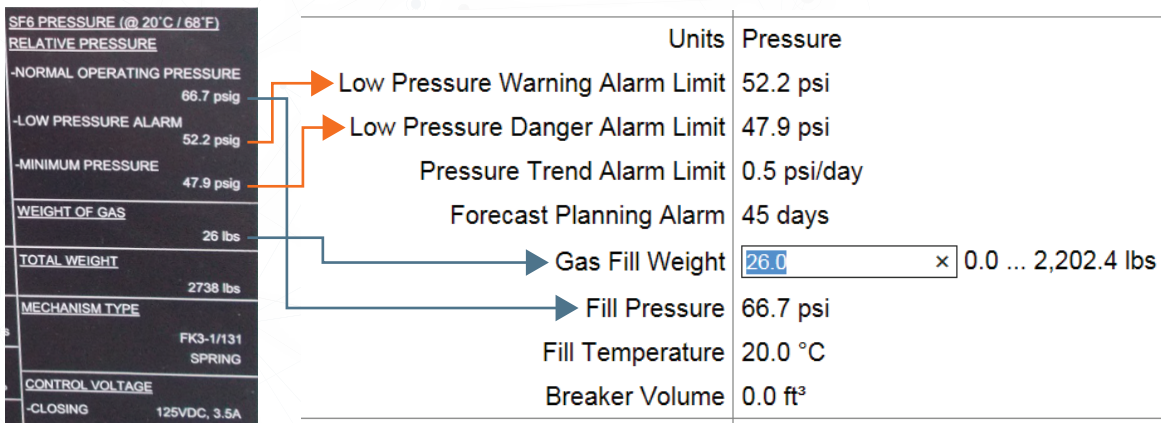 SF6 PRESSURE (@ 20°C / 68°F)
RELATIVE PRESSURE
-NORMAL OPERATING PRESSURE
66.7 psig
-LOW PRESSURE ALARM
52.2 psig
-MINIMUM PRESSURE
47.9 psig
WEIGHT OF GAS
26 lbs
TOTAL WEIGHT
2738 lbs
MECHANISM TYPE
FK3-1/131
SPRING
CONTROL VOLTAGE
-CLOSING 125VDC, 3.5A
Units Pressure
Low Pressure Warning Alarm Limit 52.2 psi
Low Pressure Danger Alarm Limit 47.9 psi
Pressure Trend Alarm Limit 0.5 psi/day
Forecast Planning Alarm 45 days
Gas Fill Weight 26.0 × 0.0 ... 2,202.4 lbs
Fill Pressure 66.7 psi
Fill Temperature 20.0 °C
Breaker Volume 0.0 ft³